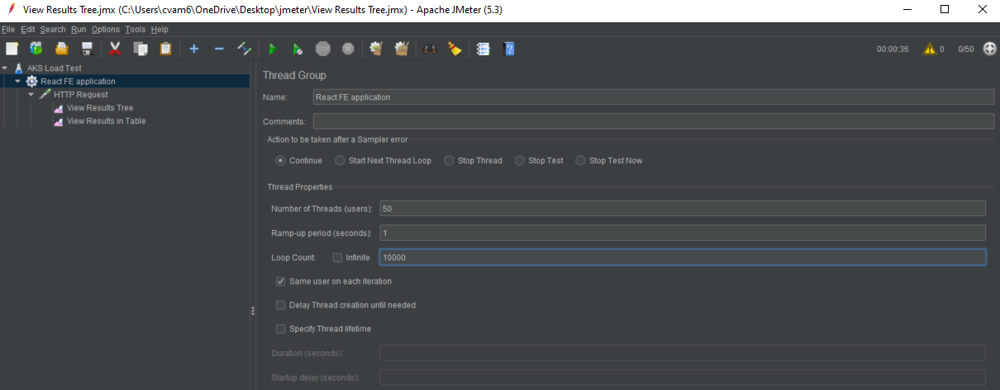 View Results Tree.jmx (C:\Users\cvam6\OneDrive\Desktop\jmeter\View Results Tree.jmx) - Apache JMeter (5.3)
File Edit Search Run Options Tools Help
00:00:36 0 0/50
AKS Load Test
React FE application
HTTP Request
View Results Tree
View Results in Table
Thread Group
Name: React FE application
Comments:
Action to be taken after a Sampler error
Continue Start Next Thread Loop Stop Thread Stop Test Stop Test Now
Thread Properties
Number of Threads (users): 50
Ramp-up period (seconds): 1
Loop Count: Infinite 10000
Same user on each iteration
Delay Thread creation until needed
Specify Thread lifetime
Duration (seconds):
Startup delay (seconds):